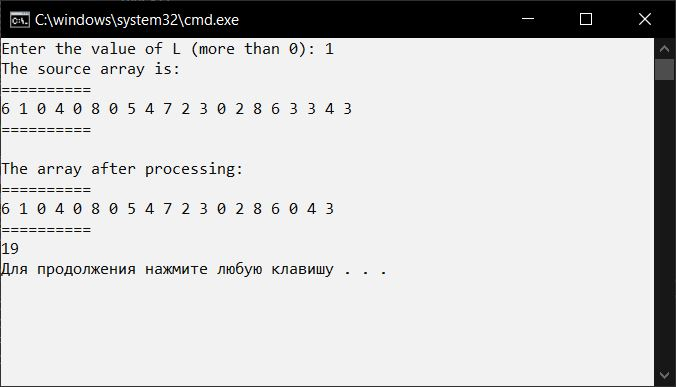 C:\windows\system32\cmd.exe
Enter the value of L (more than 0): 1
The source array is:
==========
6 1 0 4 0 8 0 5 4 7 2 3 0 2 8 6 3 3 4 3
==========
The array after processing:
==========
6 1 0 4 0 8 0 5 4 7 2 3 0 2 8 6 0 4 3
==========
19
Для продолжения нажмите любую клавишу . . .